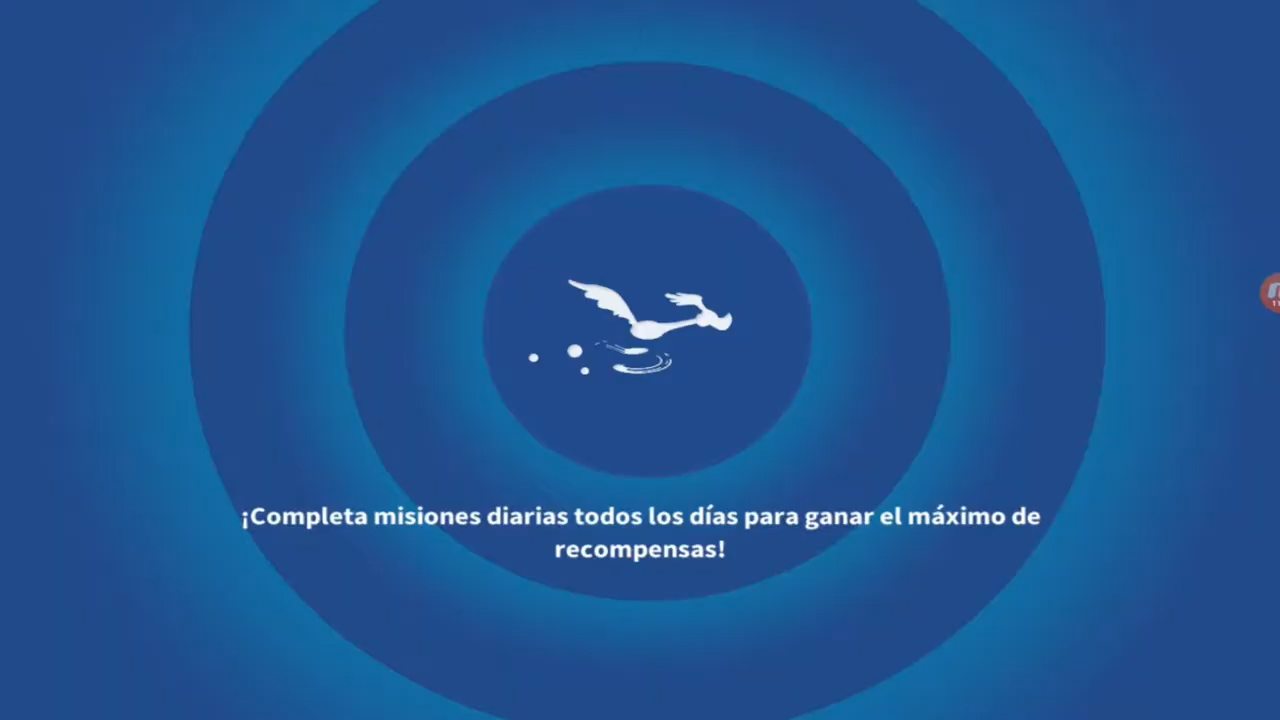 ¡Completa misiones diarias todos los días para ganar el máximo de
recompensas!